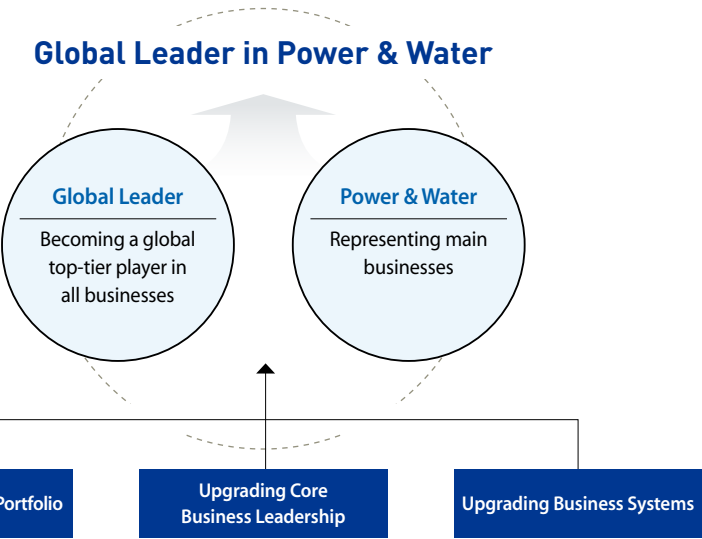 Global Leader in Power & Water
Global Leader
Becoming a global
top-tier player in
all businesses
Power & Water
Representing main
businesses
Portfolio
Upgrading Core
Business Leadership
Upgrading Business Systems